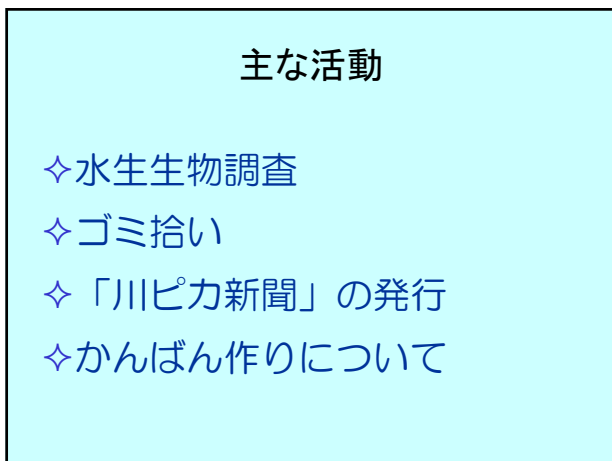 主な活動
✧水生生物調査
✧ゴミ拾い
✧「川ピカ新聞」の発行
✧かんばん作りについて